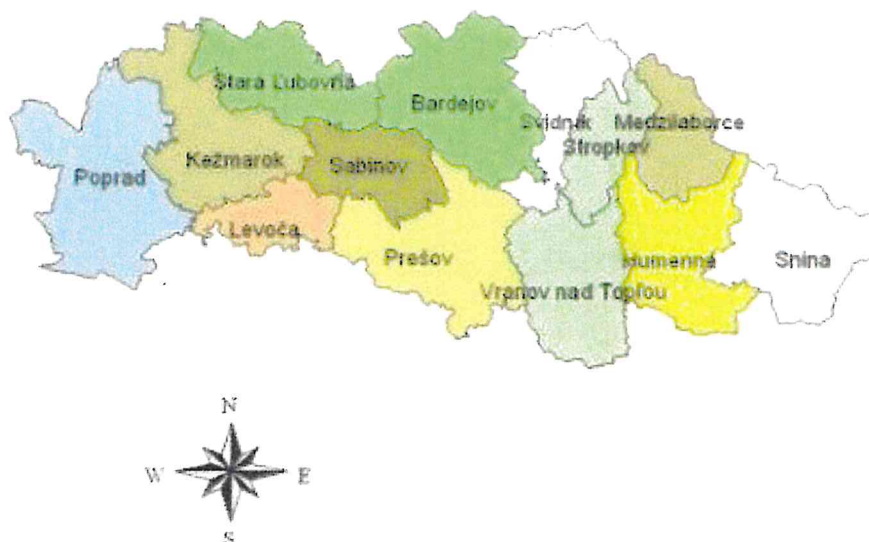 Stará Ľubovňa
Bardejov
Svidník
Medzilaborce
Stropkov
Kežmarok
Sabinov
Poprad
Levoča
Prešov
Humenné
Snina
Vranov nad Topľou
N
W
E
S